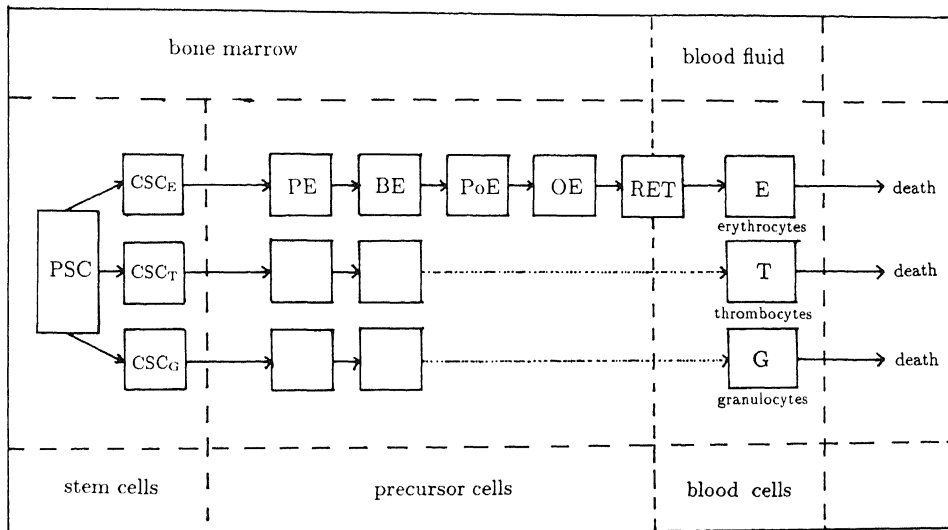 bone marrow
blood fluid
CSC_E
PE
BE
PoE
OE
RET
E
death
erythrocytes
PSC
CSC_T
T
death
thrombocytes
CSC_G
G
death
granulocytes
stem cells
precursor cells
blood cells